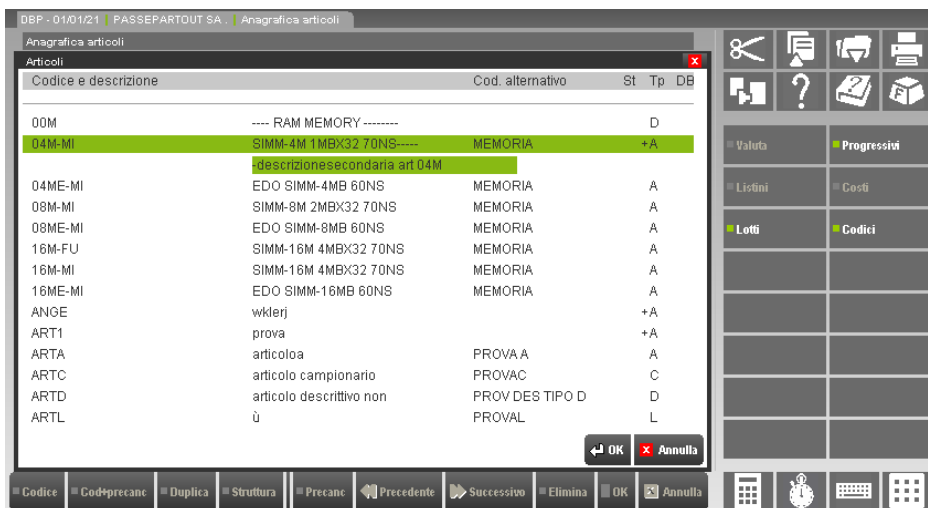 DBP - 01/01/21 | PASSEPARTOUT SA . | Anagrafica articoli
Anagrafica articoli
Articoli x
Codice e descrizione Cod. alternativo St Tp DB
00M ---- RAM MEMORY -------- D
04M-MI SIMM-4M 1MBX32 70NS----- MEMORIA +A
-descrizionesecondaria art 04M
04ME-MI EDO SIMM-4MB 60NS MEMORIA A
08M-MI SIMM-8M 2MBX32 70NS MEMORIA A
08ME-MI EDO SIMM-8MB 60NS MEMORIA A
16M-FU SIMM-16M 4MBX32 70NS MEMORIA A
16M-MI SIMM-16M 4MBX32 70NS MEMORIA A
16ME-MI EDO SIMM-16MB 60NS MEMORIA A
ANGE wklerj +A
ART1 prova +A
ARTA articoloa PROVA A A
ARTC articolo campionario PROVAC C
ARTD articolo descrittivo non PROV DES TIPO D D
ARTL ù PROVAL L
OK x Annulla
Codice Cod+precanc Duplica Struttura Precanc Precedente Successivo Elimina OK x Annulla
? ? F
Valuta Progressivi
Listini Costi
Lotti Codici